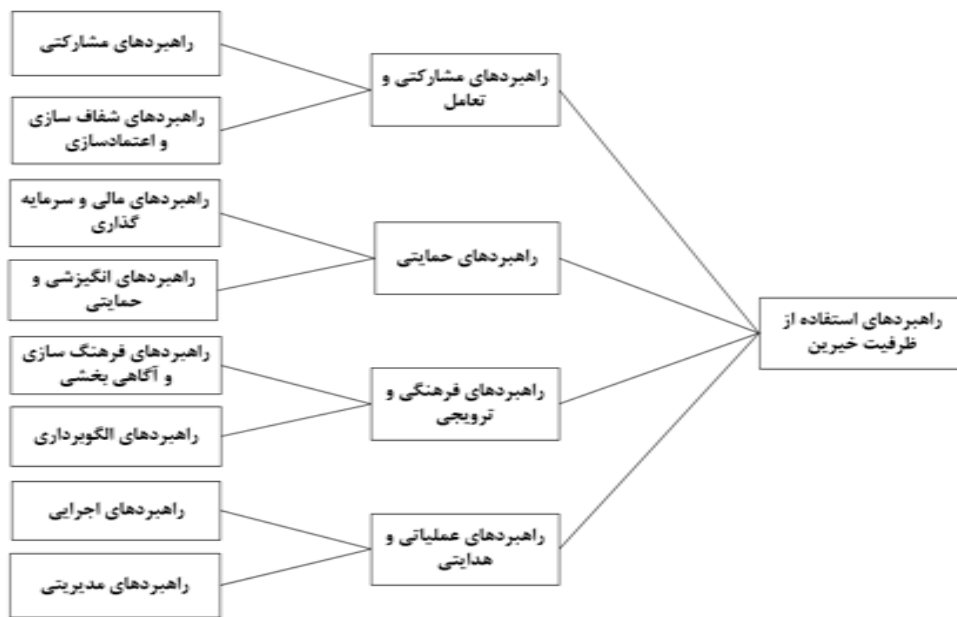 راهبردهای استفاده از
ظرفیت خیرین
راهبردهای مشارکتی و
تعامل
راهبردهای مشارکتی
راهبردهای شفاف سازی
و اعتمادسازی
راهبردهای حمایتی
راهبردهای مالی و سرمایه
گذاری
راهبردهای انگیزشی و
حمایتی
راهبردهای فرهنگی و
ترویجی
راهبردهای فرهنگ سازی
و آگاهی بخشی
راهبردهای الگوبرداری
راهبردهای عملیاتی و
هدایتی
راهبردهای اجرایی
راهبردهای مدیریتی